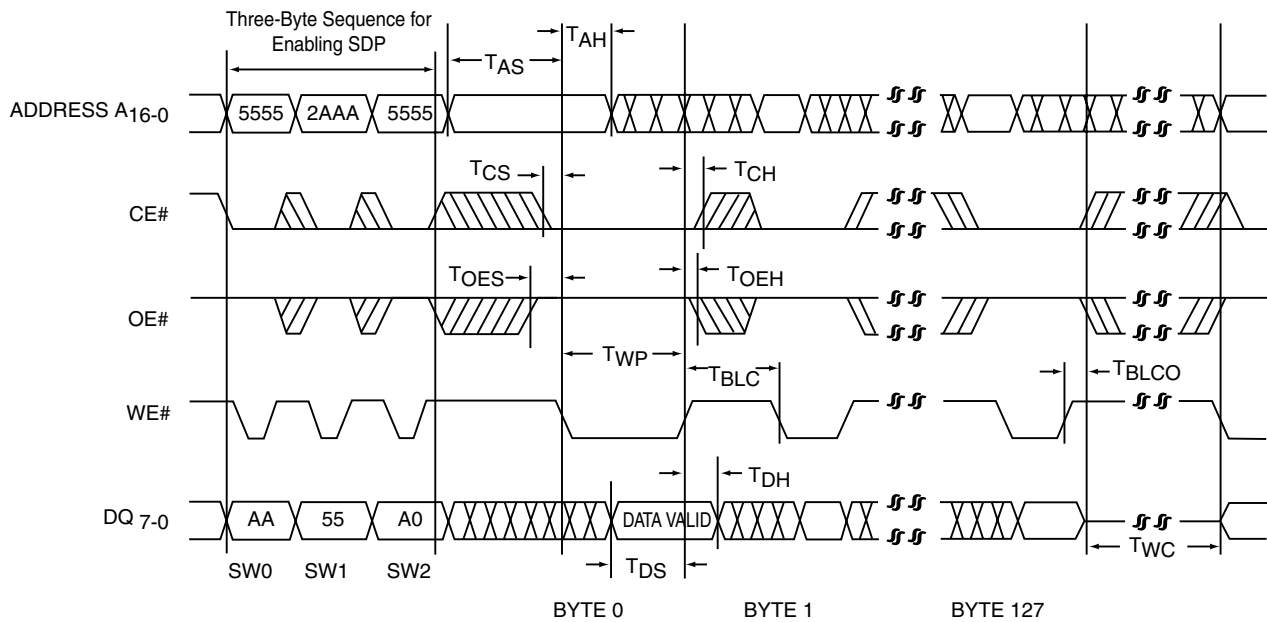 Three-Byte Sequence for
Enabling SDP
TAH
TAS
ADDRESS A16-0
5555
2AAA
5555
TCS
TCH
CE#
TOES
TOEH
OE#
TWP
TBLC
TBLCO
WE#
TDH
DQ 7-0
AA
55
A0
DATA VALID
TWC
TDS
SW0
SW1
SW2
BYTE 0
BYTE 1
BYTE 127